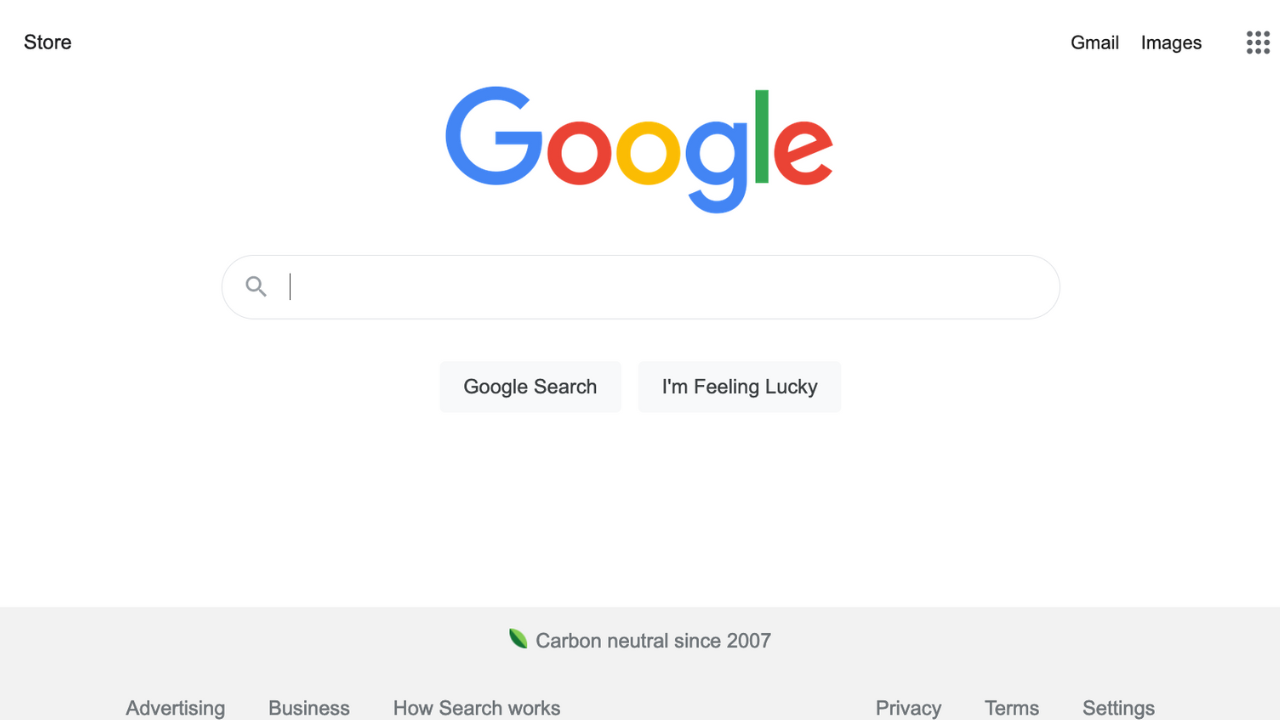 Store Gmail Images
Google
Google Search I'm Feeling Lucky
Carbon neutral since 2007
Advertising Business How Search works Privacy Terms Settings